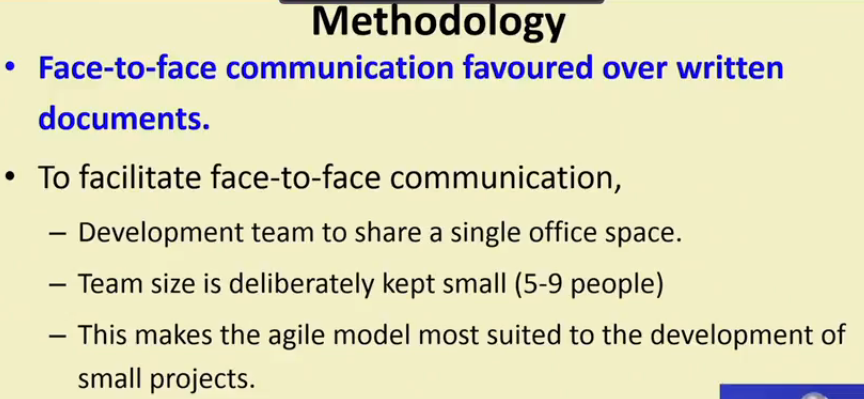 Methodology
• Face-to-face communication favoured over written
documents.
• To facilitate face-to-face communication,
– Development team to share a single office space.
– Team size is deliberately kept small (5-9 people)
– This makes the agile model most suited to the development of
small projects.